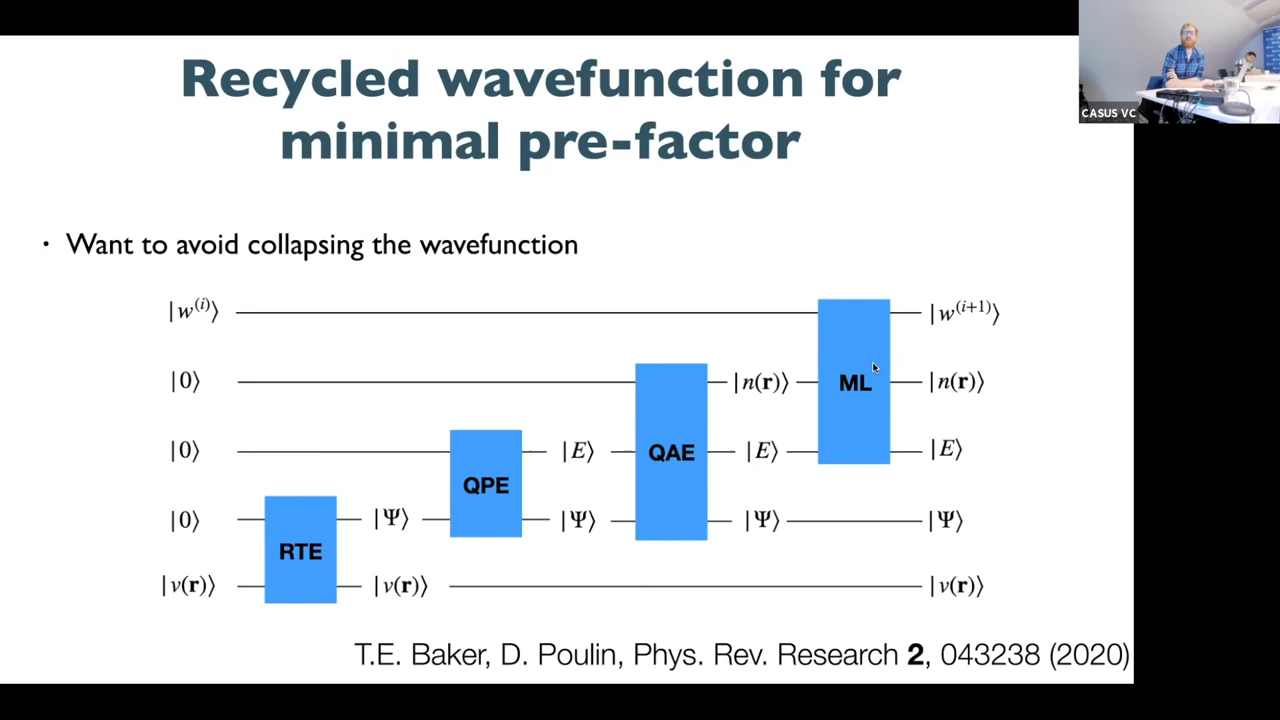 Recycled wavefunction for
minimal pre-factor
CASUS VC
• Want to avoid collapsing the wavefunction
|w^(i)⟩ |w^(i+1)⟩
|0⟩ |n(r)⟩ ML |n(r)⟩
|0⟩ QPE |E⟩ QAE |E⟩ |E⟩
|0⟩ RTE |Ψ⟩ |Ψ⟩ |Ψ⟩ |Ψ⟩
|v(r)⟩ |v(r)⟩ |v(r)⟩
T.E. Baker, D. Poulin, Phys. Rev. Research 2, 043238 (2020)